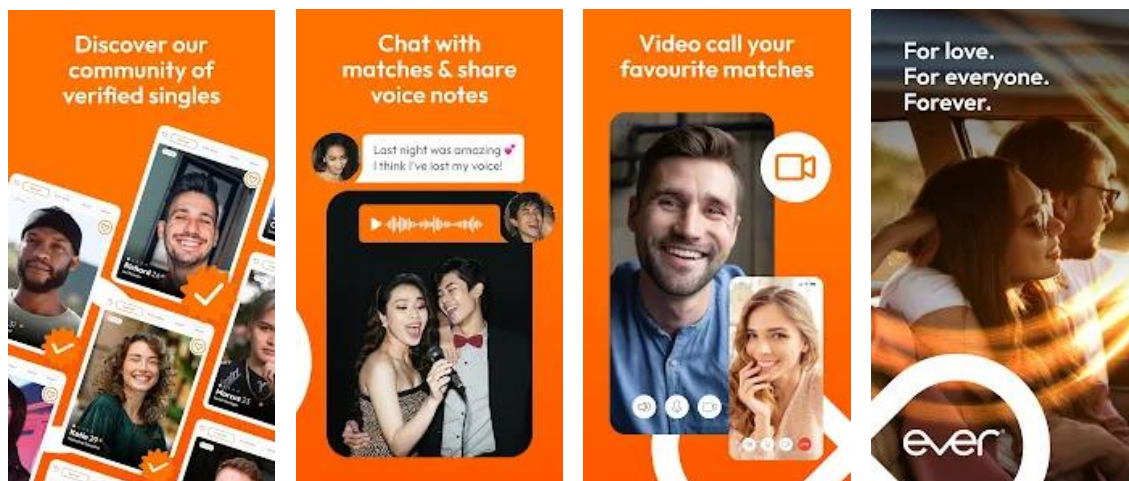 Discover our
community of
verified singles
Richard 26
Katie 29
Marcus 23
Chat with
matches & share
voice notes
Last night was amazing 💕
I think I've lost my voice!
Video call your
favourite matches
For love.
For everyone.
Forever.
ever